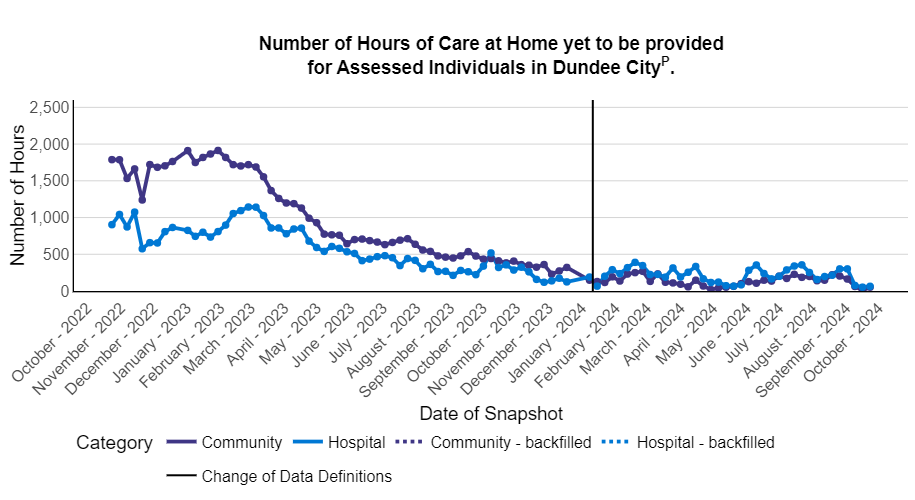 Number of Hours of Care at Home yet to be provided
for Assessed Individuals in Dundee Cityᴾ.
Number of Hours
2,500
2,000
1,500
1,000
500
0
October - 2022
November - 2022
December - 2022
January - 2023
February - 2023
March - 2023
April - 2023
May - 2023
June - 2023
July - 2023
August - 2023
September - 2023
October - 2023
November - 2023
December - 2023
January - 2024
February - 2024
March - 2024
April - 2024
May - 2024
June - 2024
July - 2024
August - 2024
September - 2024
October - 2024
Date of Snapshot
Category
Community
Hospital
Community - backfilled
Hospital - backfilled
Change of Data Definitions